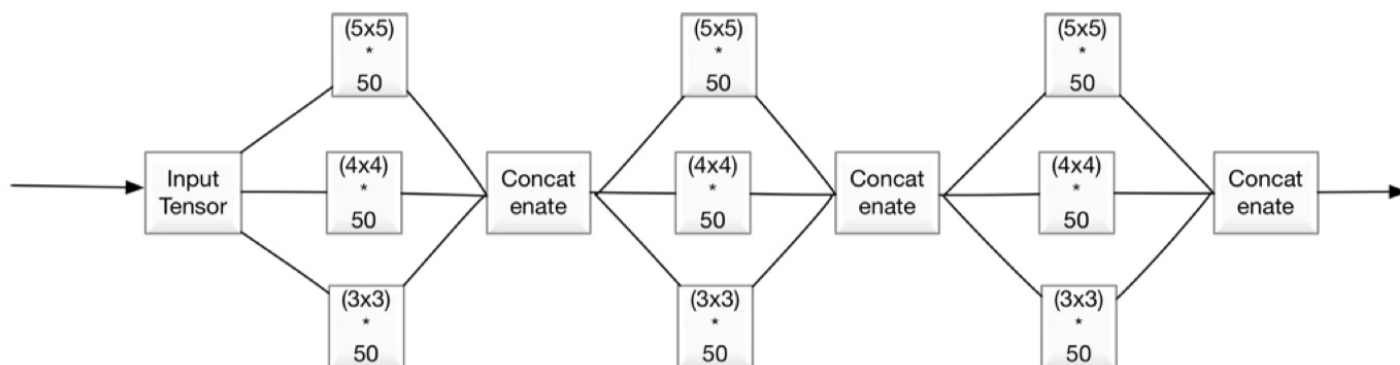 (5x5)
*
50
(5x5)
*
50
(5x5)
*
50
Input
Tensor
(4x4)
*
50
Concat
enate
(4x4)
*
50
Concat
enate
(4x4)
*
50
Concat
enate
(3x3)
*
50
(3x3)
*
50
(3x3)
*
50